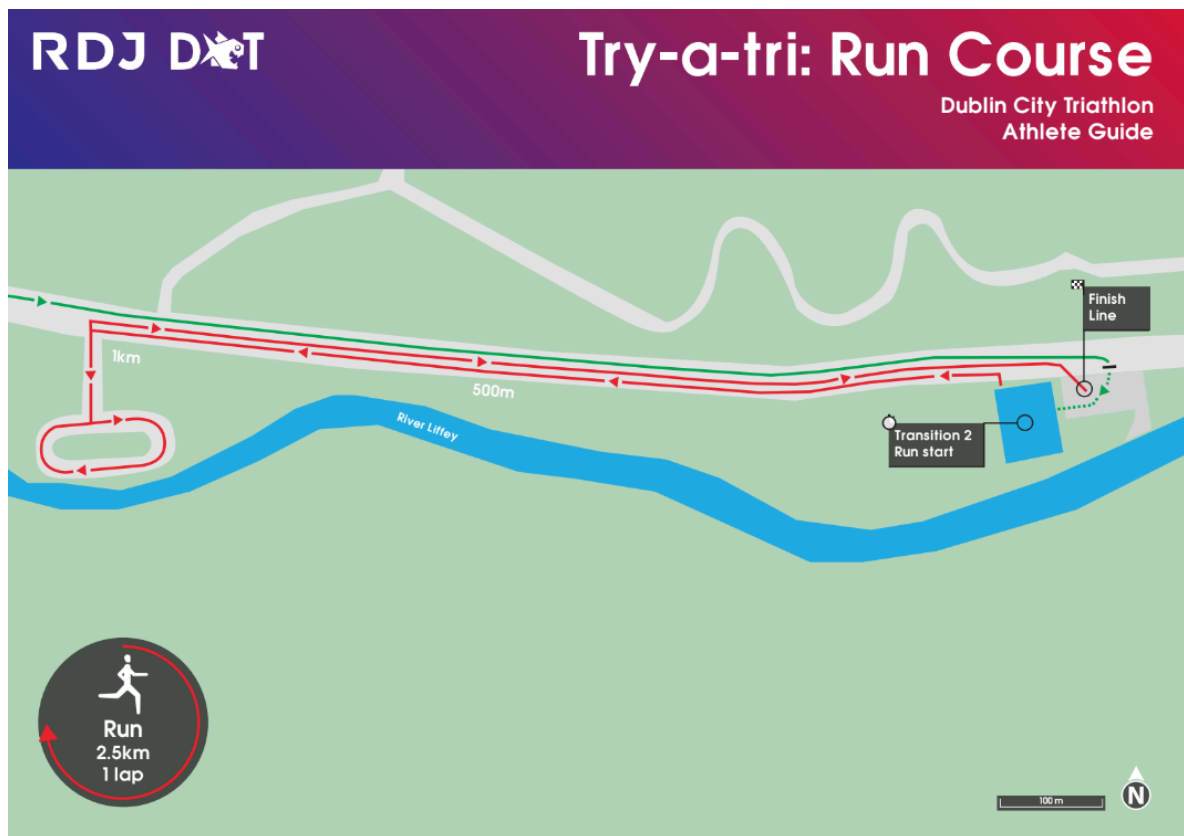 RDJ DCT
Try-a-tri: Run Course
Dublin City Triathlon
Athlete Guide
Finish
Line
1km
500m
River Liffey
Transition 2
Run start
Run
2.5km
1 lap
100 m
N